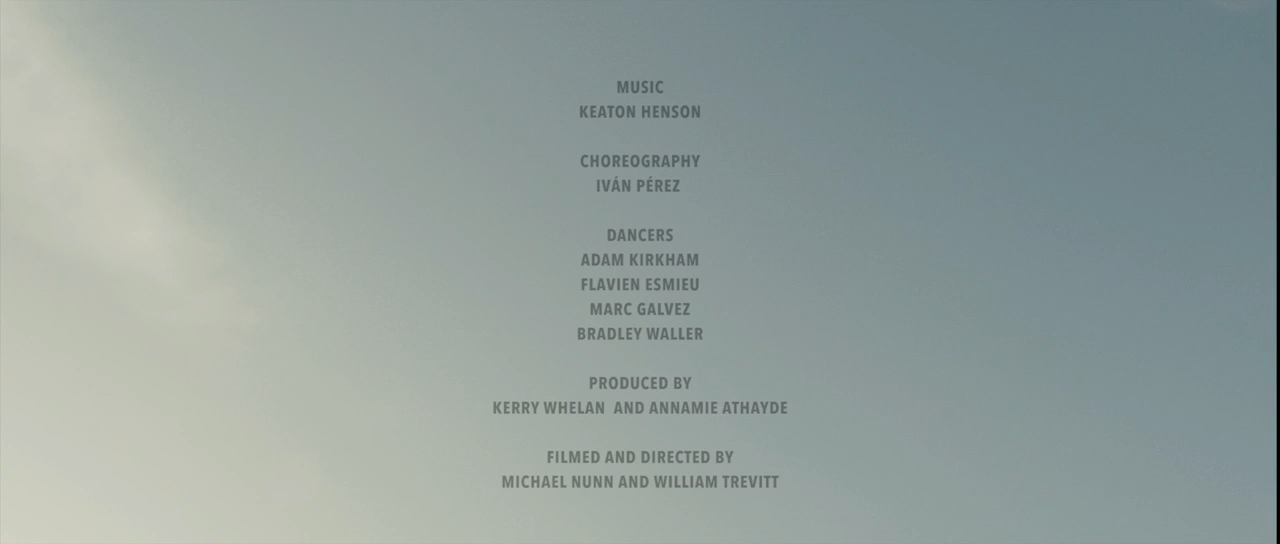 MUSIC
KEATON HENSON
CHOREOGRAPHY
IVÁN PÉREZ
DANCERS
ADAM KIRKHAM
FLAVIEN ESMIEU
MARC GALVEZ
BRADLEY WALLER
PRODUCED BY
KERRY WHELAN AND ANNAMIE ATHAYDE
FILMED AND DIRECTED BY
MICHAEL NUNN AND WILLIAM TREVITT